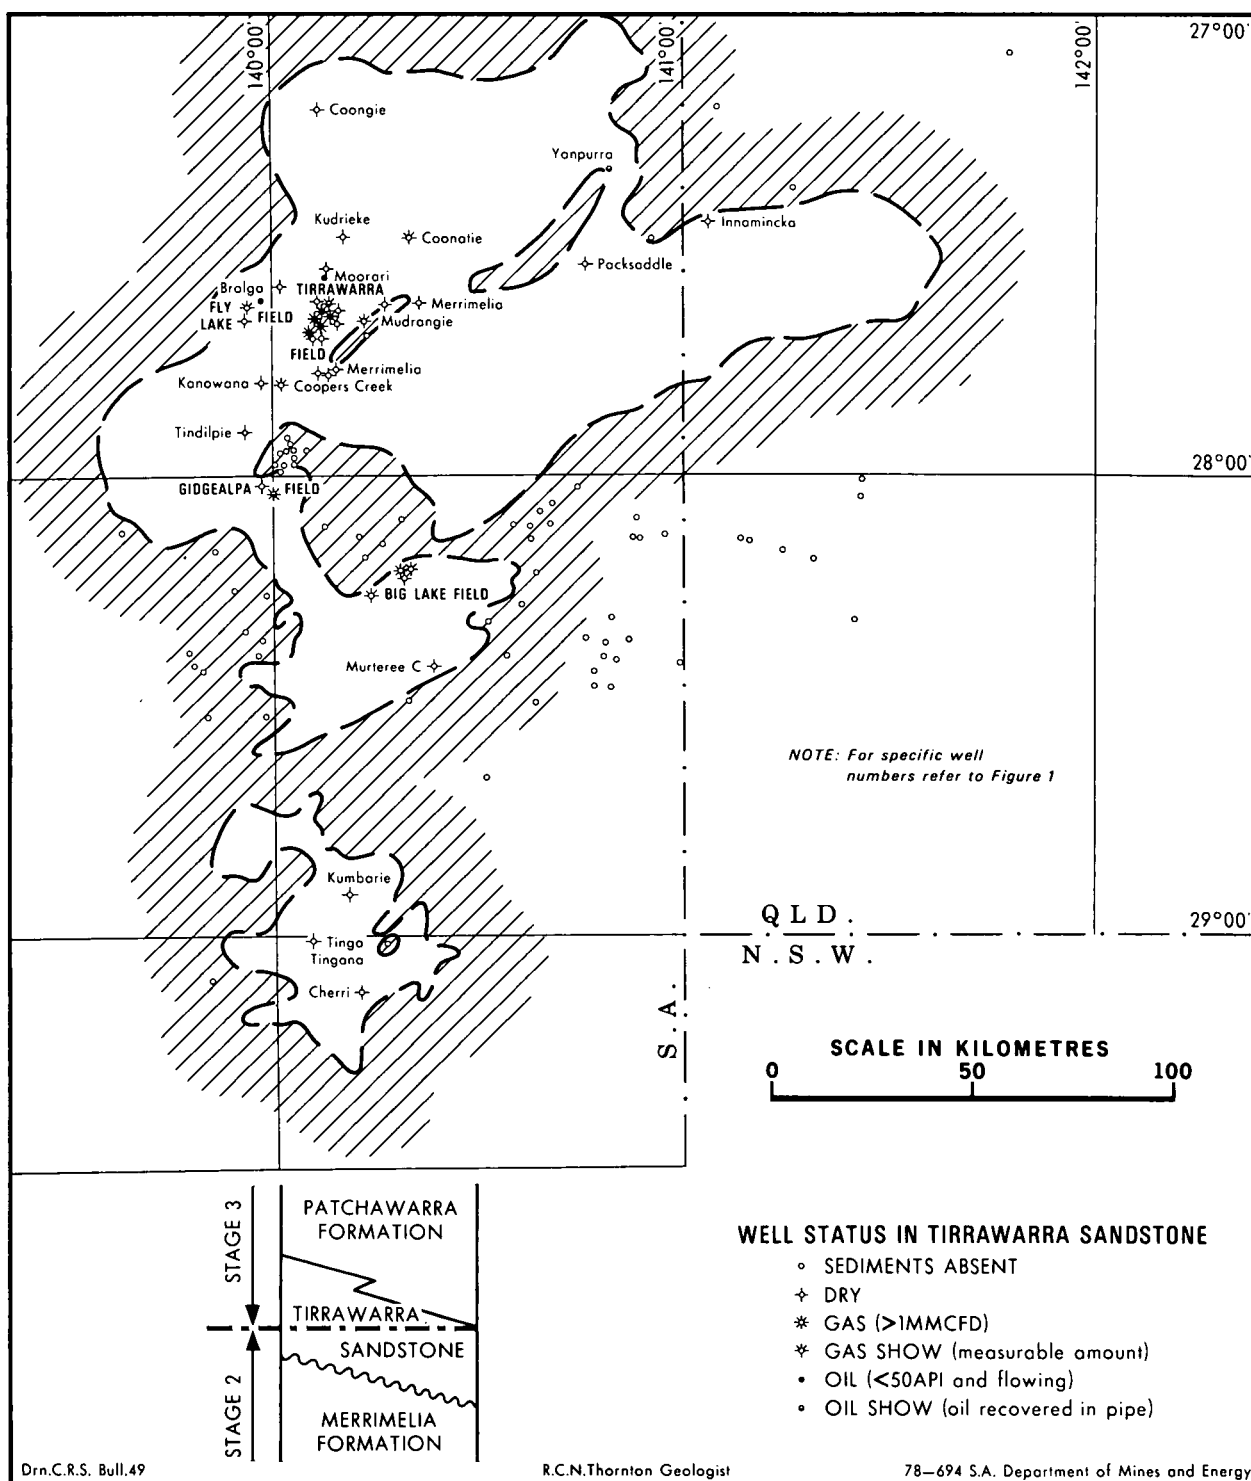 140°00'
141°00'
142°00'
27°00'
Coongie
Yanpurra
Kudrieke
Coonatie
Innamincka
Packsaddle
Moorari
Bralga
TIRRAWARRA
FLY
FIELD
LAKE
Merrimelia
Mudrangie
FIELD
Merrimelia
Kanowana
Coopers Creek
Tindilpie
28°00'
GIDGEALPA
FIELD
BIG LAKE FIELD
Murteree C
NOTE: For specific well
numbers refer to Figure 1
Kumbarie
QLD.
29°00'
N.S.W.
Tinga
Tingana
Cherri
S.A.
SCALE IN KILOMETRES
0 50 100
STAGE 3
PATCHAWARRA
FORMATION
TIRRAWARRA
SANDSTONE
STAGE 2
MERRIMELIA
FORMATION
WELL STATUS IN TIRRAWARRA SANDSTONE
SEDIMENTS ABSENT
DRY
GAS (>1MMCFD)
GAS SHOW (measurable amount)
OIL (<50API and flowing)
OIL SHOW (oil recovered in pipe)
Drn.C.R.S. Bull.49
R.C.N.Thornton Geologist
78-694 S.A. Department of Mines and Energy